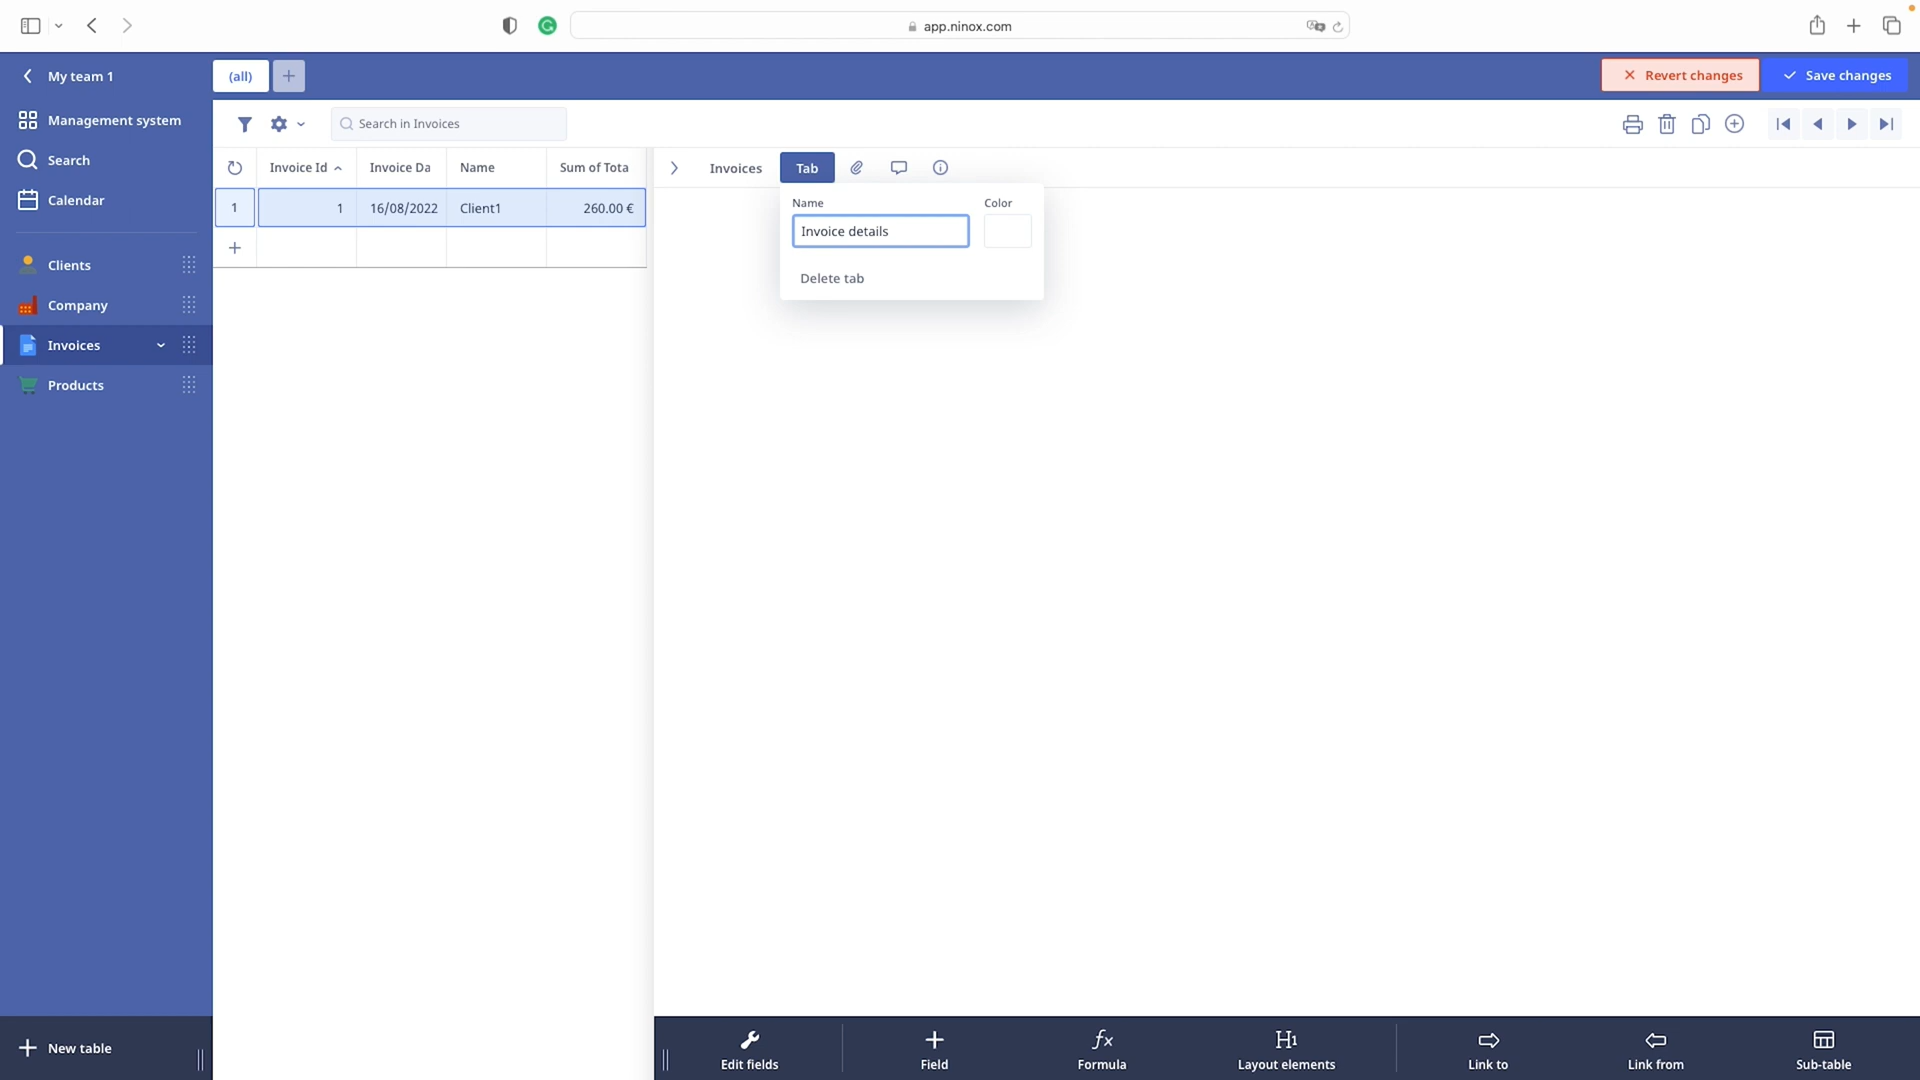 app.ninox.com
My team 1
(all)
Revert changes
Save changes
Management system
Search
Calendar
Clients
Company
Invoices
Products
New table
Search in Invoices
Invoice Id
Invoice Da
Name
Sum of Tota
1
1
16/08/2022
Client1
260.00 €
Invoices
Tab
Name
Color
Invoice details
Delete tab
Edit fields
Field
fx
Formula
H1
Layout elements
Link to
Link from
Sub-table